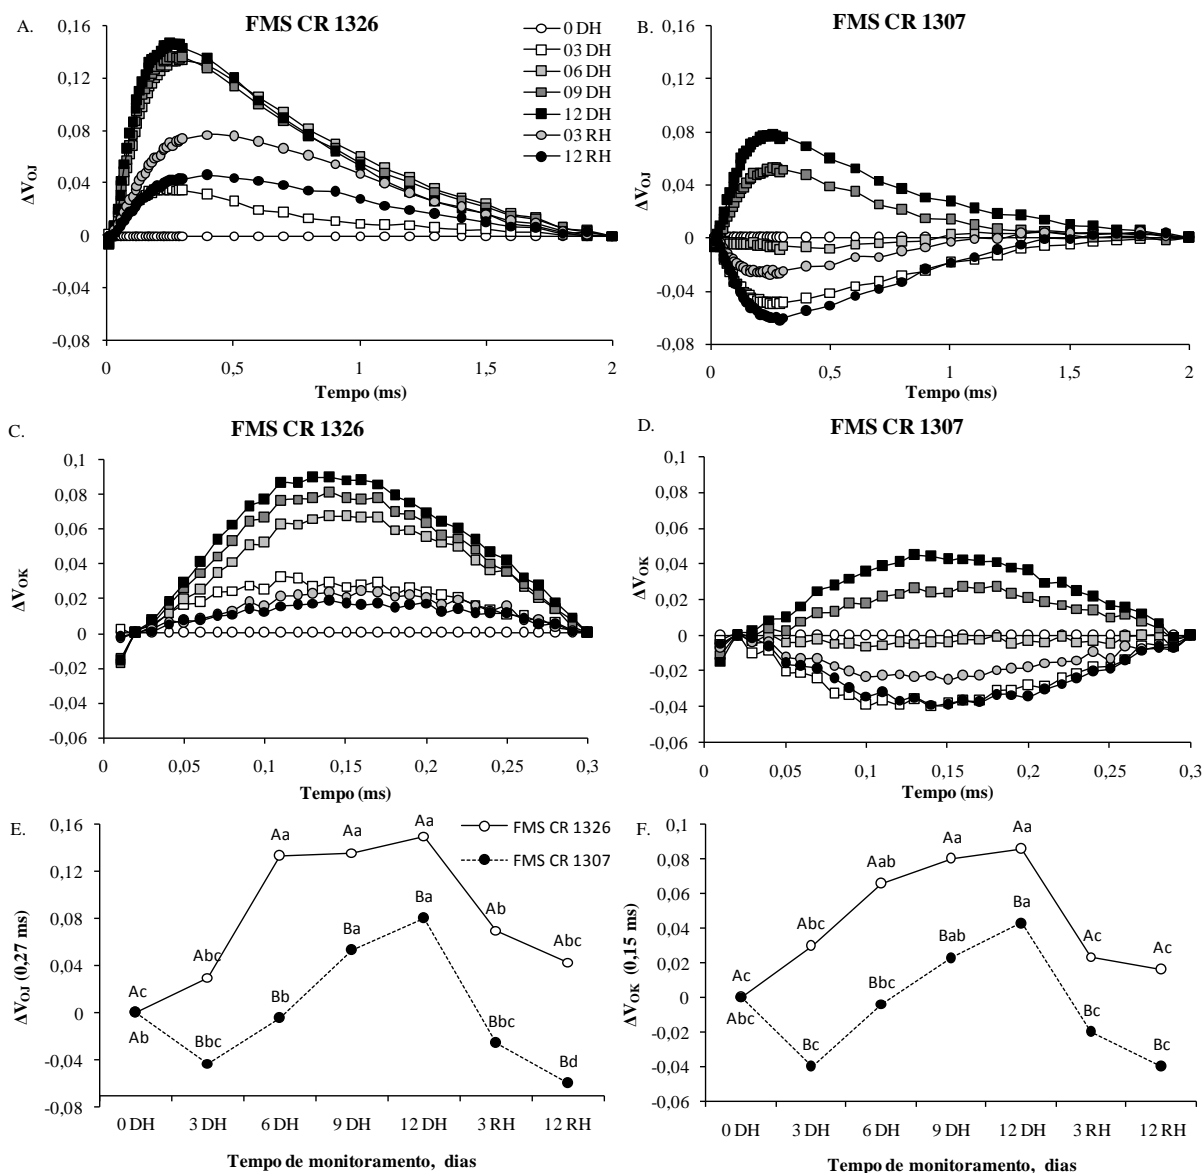 A.
FMS CR 1326
0,16
0,12
0,08
0,04
0
-0,04
-0,08
ΔV_OJ
0 DH
03 DH
06 DH
09 DH
12 DH
03 RH
12 RH
0
0,5
1
1,5
2
Tempo (ms)
B.
FMS CR 1307
0,16
0,12
0,08
0,04
0
-0,04
-0,08
ΔV_OJ
0
0,5
1
1,5
2
Tempo (ms)
C.
FMS CR 1326
0,1
0,08
0,06
0,04
0,02
0
-0,02
-0,04
-0,06
ΔV_OK
0
0,05
0,1
0,15
0,2
0,25
0,3
Tempo (ms)
D.
FMS CR 1307
0,1
0,08
0,06
0,04
0,02
0
-0,02
-0,04
-0,06
ΔV_OK
0
0,05
0,1
0,15
0,2
0,25
0,3
Tempo (ms)
E.
0,16
0,12
0,08
0,04
0
-0,04
-0,08
ΔV_OJ (0,27 ms)
FMS CR 1326
FMS CR 1307
Ac
Abc
Aa
Aa
Aa
Ab
Abc
Ab
Bbc
Bb
Ba
Ba
Bbc
Bd
0 DH
3 DH
6 DH
9 DH
12 DH
3 RH
12 RH
Tempo de monitoramento, dias
F.
0,1
0,08
0,06
0,04
0,02
0
-0,02
-0,04
-0,06
ΔV_OK (0,15 ms)
Ac
Abc
Aab
Aa
Aa
Ac
Ac
Abc
Bc
Bbc
Bab
Ba
Bc
Bc
0 DH
3 DH
6 DH
9 DH
12 DH
3 RH
12 RH
Tempo de monitoramento, dias